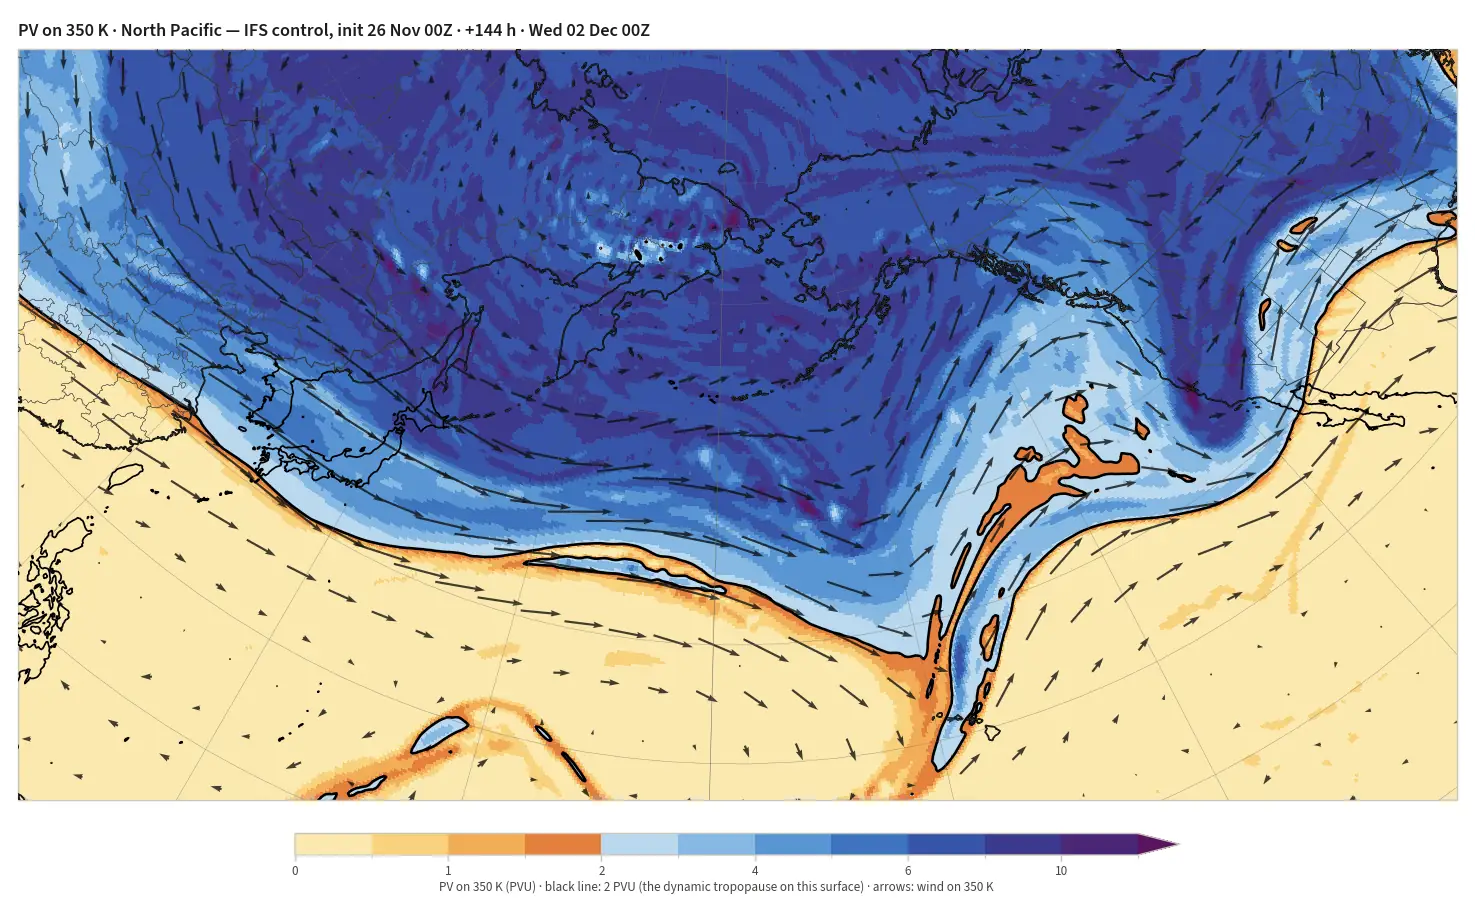 PV on 350 K · North Pacific — IFS control, init 26 Nov 00Z · +144 h · Wed 02 Dec 00Z
0 1 2 4 6 10
PV on 350 K (PVU) · black line: 2 PVU (the dynamic tropopause on this surface) · arrows: wind on 350 K